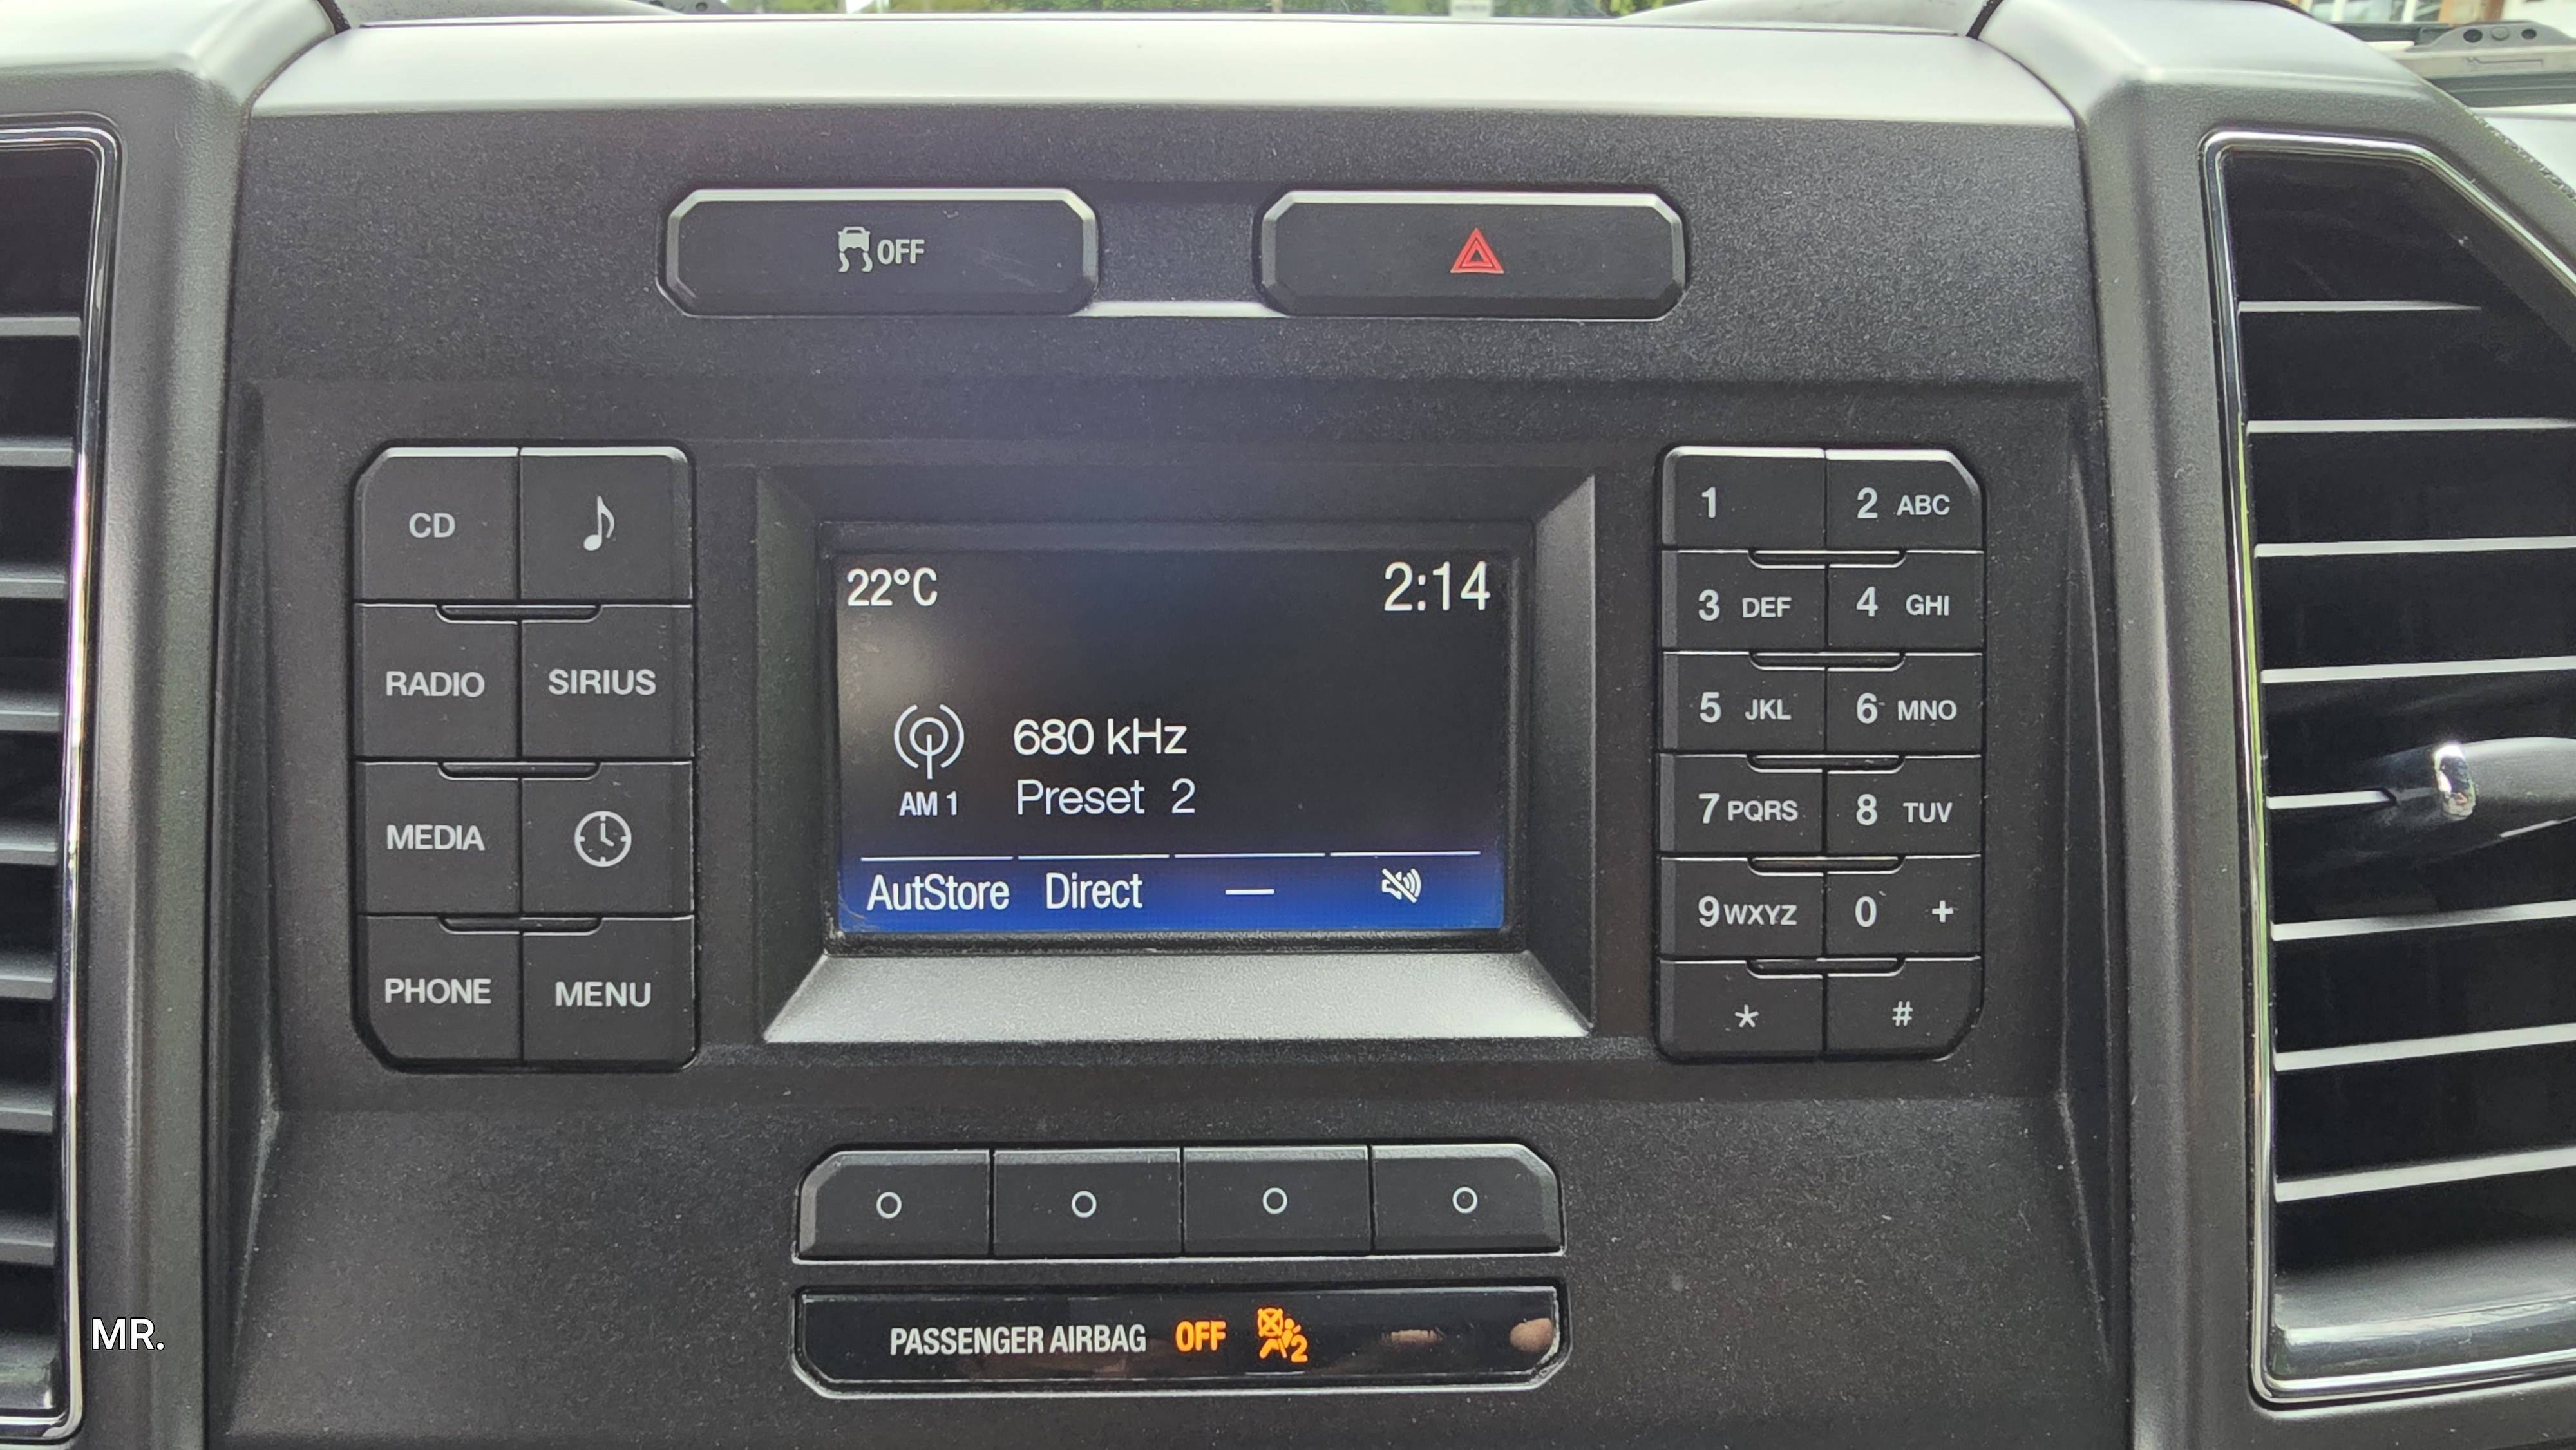 OFF
CD
RADIO SIRIUS
MEDIA
PHONE MENU
22°C 2:14
680 kHz
AM 1 Preset 2
AutStore Direct —
1 2 ABC
3 DEF 4 GHI
5 JKL 6 MNO
7 PQRS 8 TUV
9 WXYZ 0 +
* #
PASSENGER AIRBAG OFF 2
MR.